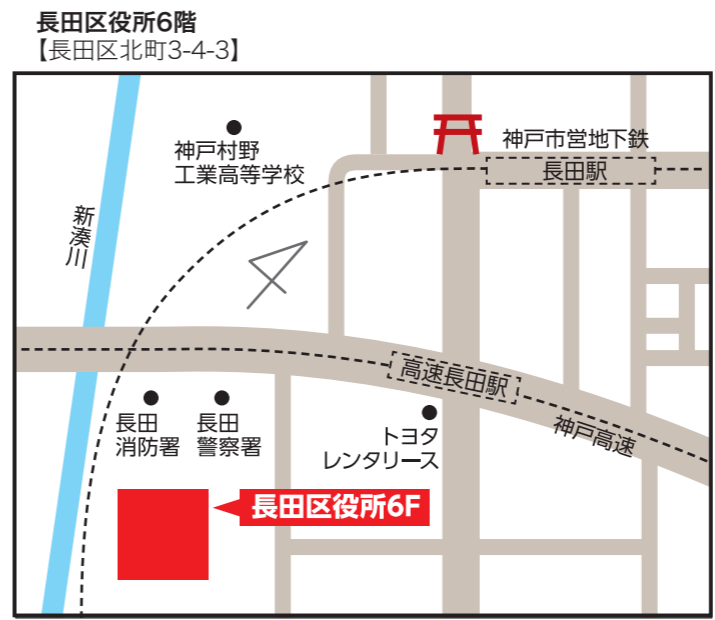 長田区役所6階
【長田区北町3-4-3】
神戸村野
工業高等学校
神戸市営地下鉄
長田駅
新湊川
高速長田駅
神戸高速
長田
消防署
長田
警察署
トヨタ
レンタリース
長田区役所6F